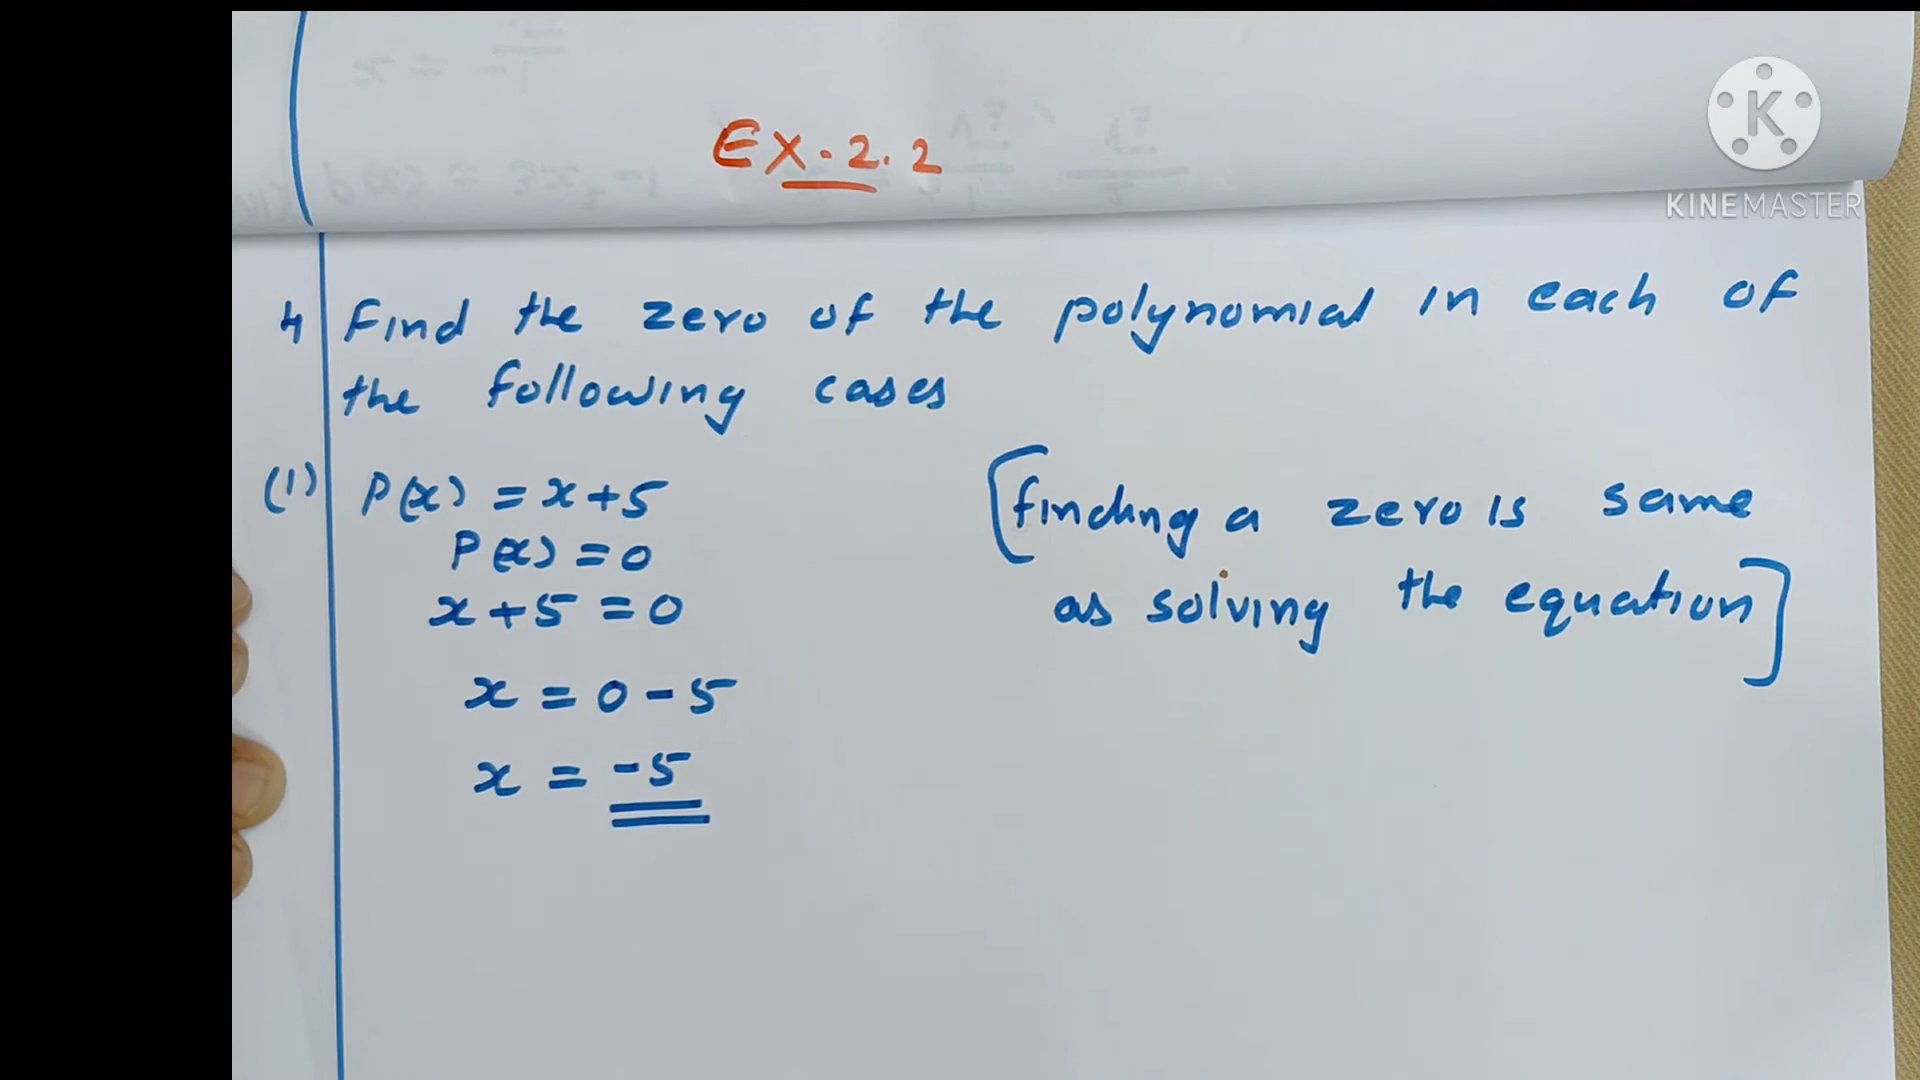 EX.2.2
K
KINEMASTER
4 Find the zero of the polynomial in each of
the following cases
(1) P(x) = x+5
P(x) = 0
x+5 = 0
x = 0-5
x = -5
[finding a zero is same
as solving the equation]